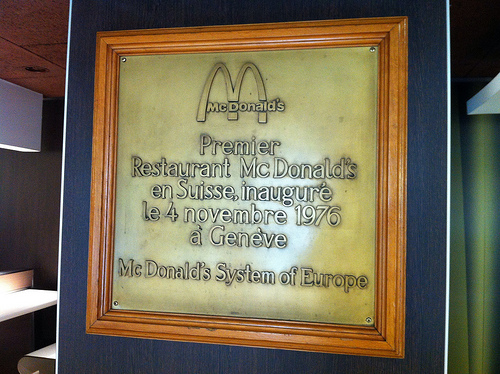 McDonald's
Premier
Restaurant McDonald's
en Suisse, inauguré
le 4 novembre 1976
à Genève
McDonald's System of Europe